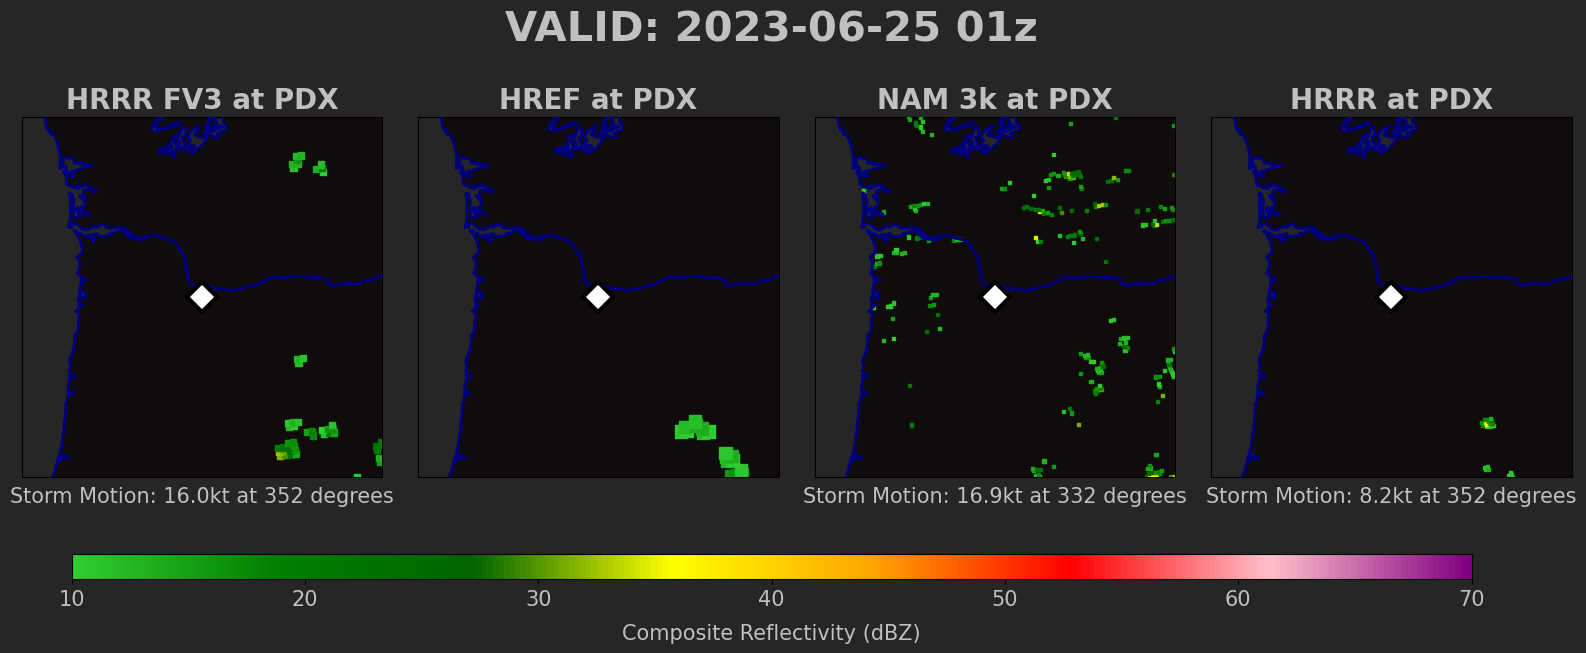 VALID: 2023-06-25 01z
HRRR FV3 at PDX
HREF at PDX
NAM 3k at PDX
HRRR at PDX
Storm Motion: 16.0kt at 352 degrees
Storm Motion: 16.9kt at 332 degrees
Storm Motion: 8.2kt at 352 degrees
10 20 30 40 50 60 70
Composite Reflectivity (dBZ)